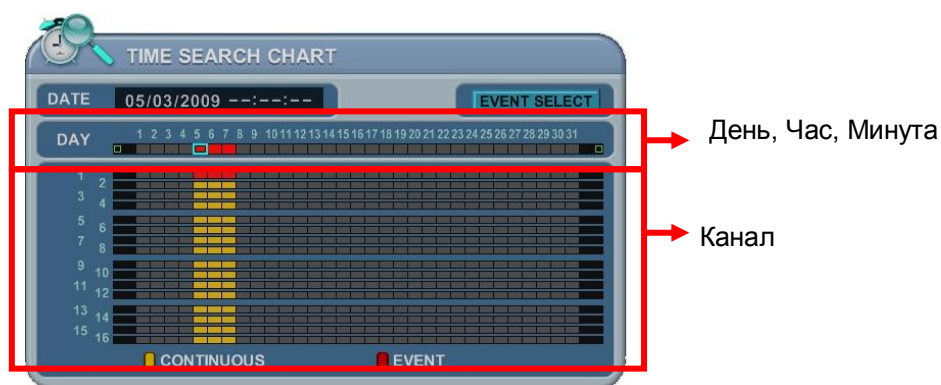 TIME SEARCH CHART
DATE 05/03/2009 --:--:-- EVENT SELECT
DAY 1 2 3 4 5 6 7 8 9 10 11 12 13 14 15 16 17 18 19 20 21 22 23 24 25 26 27 28 29 30 31
День, Час, Минута
1
2
3
4
5
6
7
8
Канал
9
10
11
12
13
14
15
16
CONTINUOUS EVENT